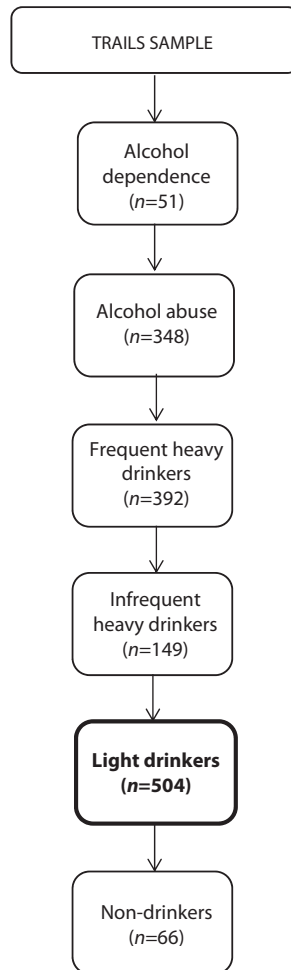 TRAILS SAMPLE
Alcohol
dependence
(n=51)
Alcohol abuse
(n=348)
Frequent heavy
drinkers
(n=392)
Infrequent
heavy drinkers
(n=149)
Light drinkers
(n=504)
Non-drinkers
(n=66)